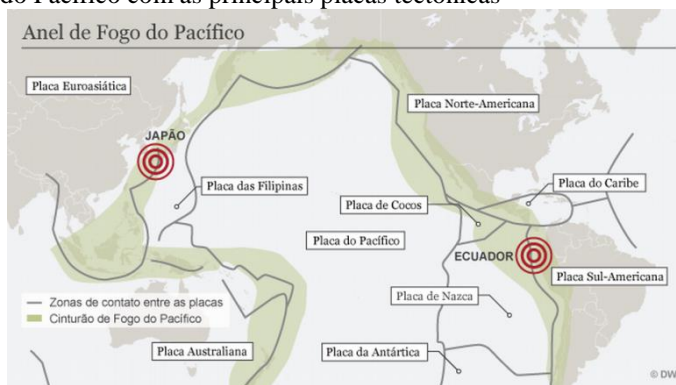 do Pacífico com as principais placas tectônicas
Anel de Fogo do Pacífico
Placa Euroasiática
Placa Norte-Americana
JAPÃO
Placa das Filipinas
Placa do Caribe
Placa de Cocos
Placa do Pacífico
ECUADOR
Placa Sul-Americana
Placa de Nazca
Zonas de contato entre as placas
Cinturão de Fogo do Pacífico
Placa Australiana
Placa da Antártica
© DW